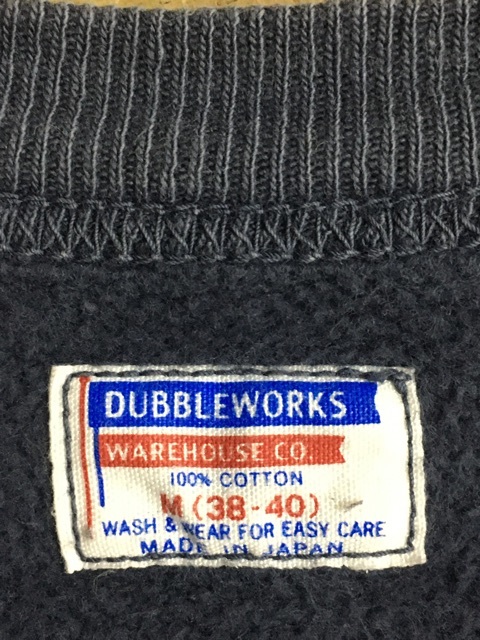 DUBBLEWORKS
WAREHOUSE CO.
100% COTTON
M (38-40)
WASH & WEAR FOR EASY CARE
MADE IN JAPAN